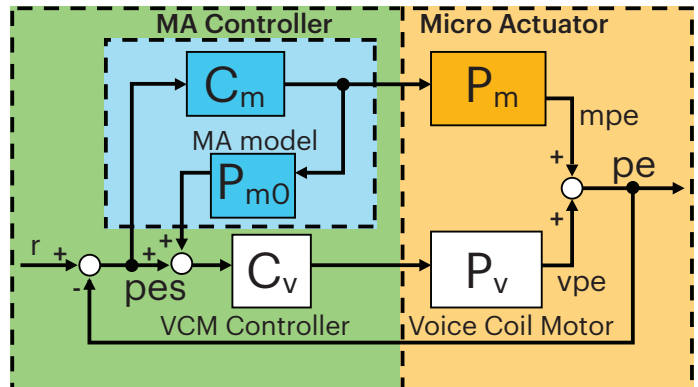 MA Controller
Micro Actuator
Cm
Pm
MA model
mpe
Pm0
+
pe
r
+
+
+
+
-
pes
Cv
Pv
vpe
+
VCM Controller
Voice Coil Motor